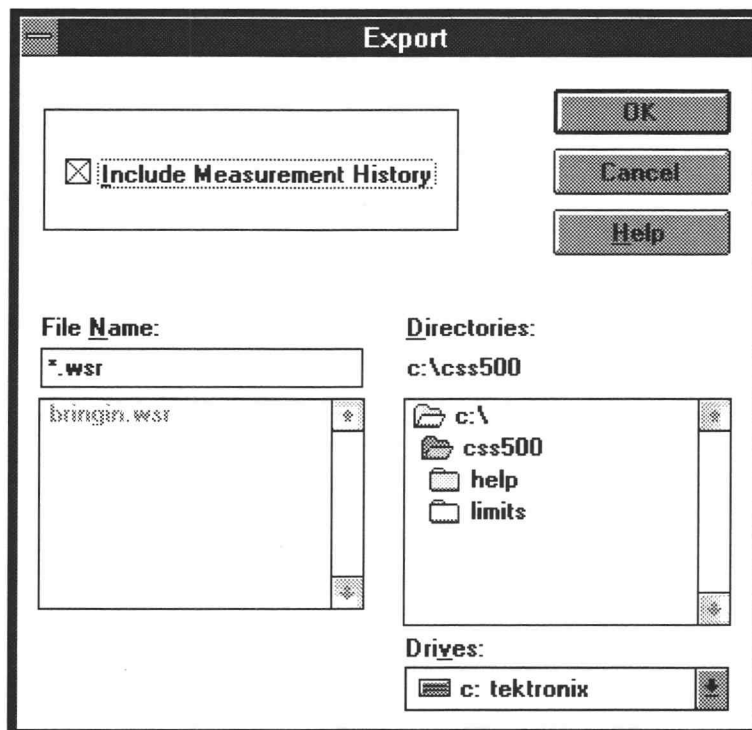 Export
Include Measurement History
OK
Cancel
Help
File Name:
*.wsr
bringin.wsr
Directories:
c:\css500
c:\
css500
help
limits
Drives:
c: tektronix